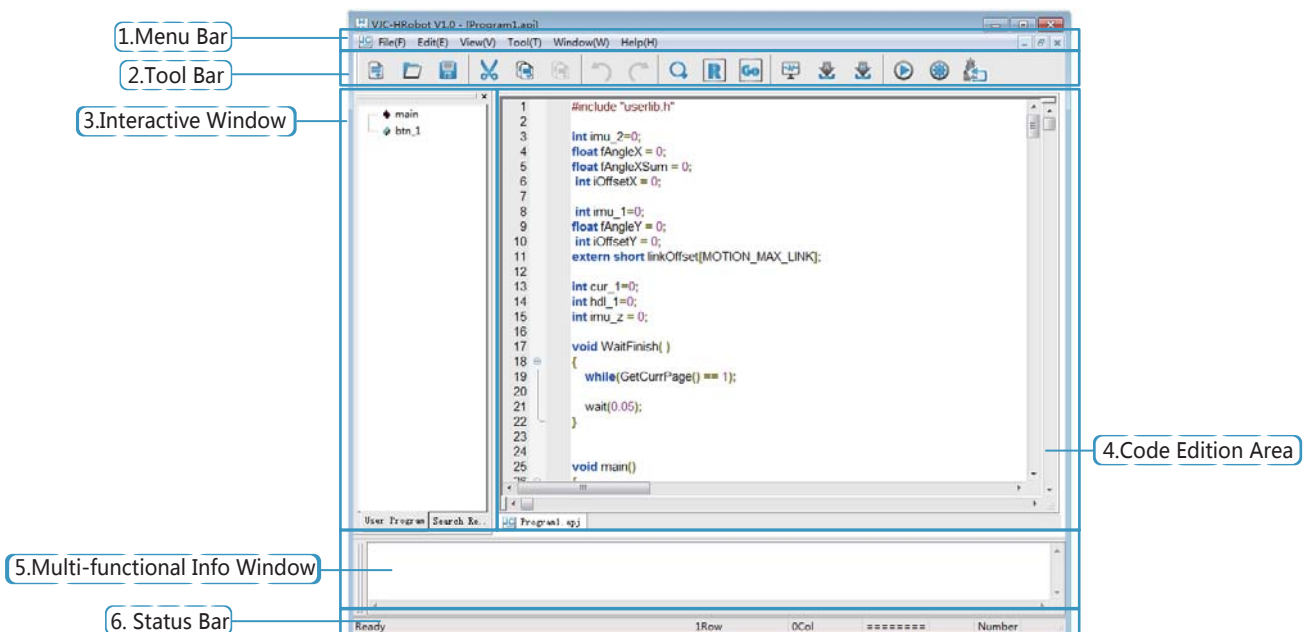 VJC-HRobot V1.0 - [Program1.apj]
1.Menu Bar
File(F) Edit(E) View(V) Tool(T) Window(W) Help(H)
2.Tool Bar
R Go
3.Interactive Window
main
btn_1
1 #include "userlib.h"
2
3 int imu_2=0;
4 float fAngleX = 0;
5 float fAngleXSum = 0;
6 int iOffsetX = 0;
7
8 int imu_1=0;
9 float fAngleY = 0;
10 int iOffsetY = 0;
11 extern short linkOffset[MOTION_MAX_LINK];
12
13 int cur_1=0;
14 int hdl_1=0;
15 int imu_z = 0;
16
17 void WaitFinish( )
18 {
19 while(GetCurrPage() == 1);
20
21 wait(0.05);
22 }
23
24
25 void main()
26 {
4.Code Edition Area
User Program Search Re..
Program1.apj
5.Multi-functional Info Window
6. Status Bar
Ready 1Row 0Col ======== Number